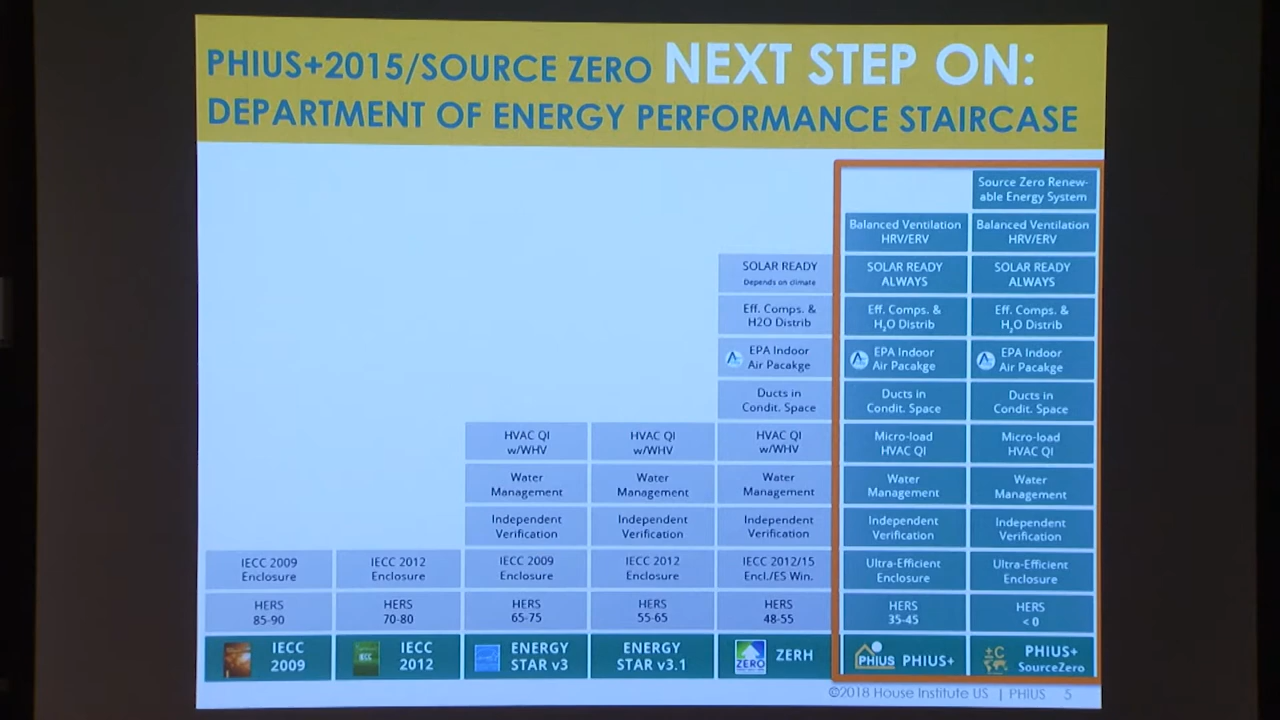 PHIUS+2015/SOURCE ZERO NEXT STEP ON:
DEPARTMENT OF ENERGY PERFORMANCE STAIRCASE
Source Zero Renew-
able Energy System
Balanced Ventilation
HRV/ERV
Balanced Ventilation
HRV/ERV
SOLAR READY
Depends on climate
SOLAR READY
ALWAYS
SOLAR READY
ALWAYS
Eff. Comps. &
H2O Distrib
Eff. Comps. &
H₂O Distrib
Eff. Comps. &
H₂O Distrib
EPA Indoor
Air Pacakge
EPA Indoor
Air Pacakge
EPA Indoor
Air Pacakge
Ducts in
Condit. Space
Ducts in
Condit. Space
Ducts in
Condit. Space
HVAC QI
w/WHV
HVAC QI
w/WHV
HVAC QI
w/WHV
Micro-load
HVAC QI
Micro-load
HVAC QI
Water
Management
Water
Management
Water
Management
Water
Management
Water
Management
Independent
Verification
Independent
Verification
Independent
Verification
Independent
Verification
Independent
Verification
IECC 2009
Enclosure
IECC 2012
Enclosure
IECC 2009
Enclosure
IECC 2012
Enclosure
IECC 2012/15
Encl./ES Win.
Ultra-Efficient
Enclosure
Ultra-Efficient
Enclosure
HERS
85-90
HERS
70-80
HERS
65-75
HERS
55-65
HERS
48-55
HERS
35-45
HERS
< 0
IECC
2009
IECC
IECC
2012
ENERGY
STAR v3
ENERGY
STAR v3.1
ZERO
ZERH
PHIUS
PHIUS+
±C
PHIUS+
SourceZero
©2018 House Institute US | PHIUS 5